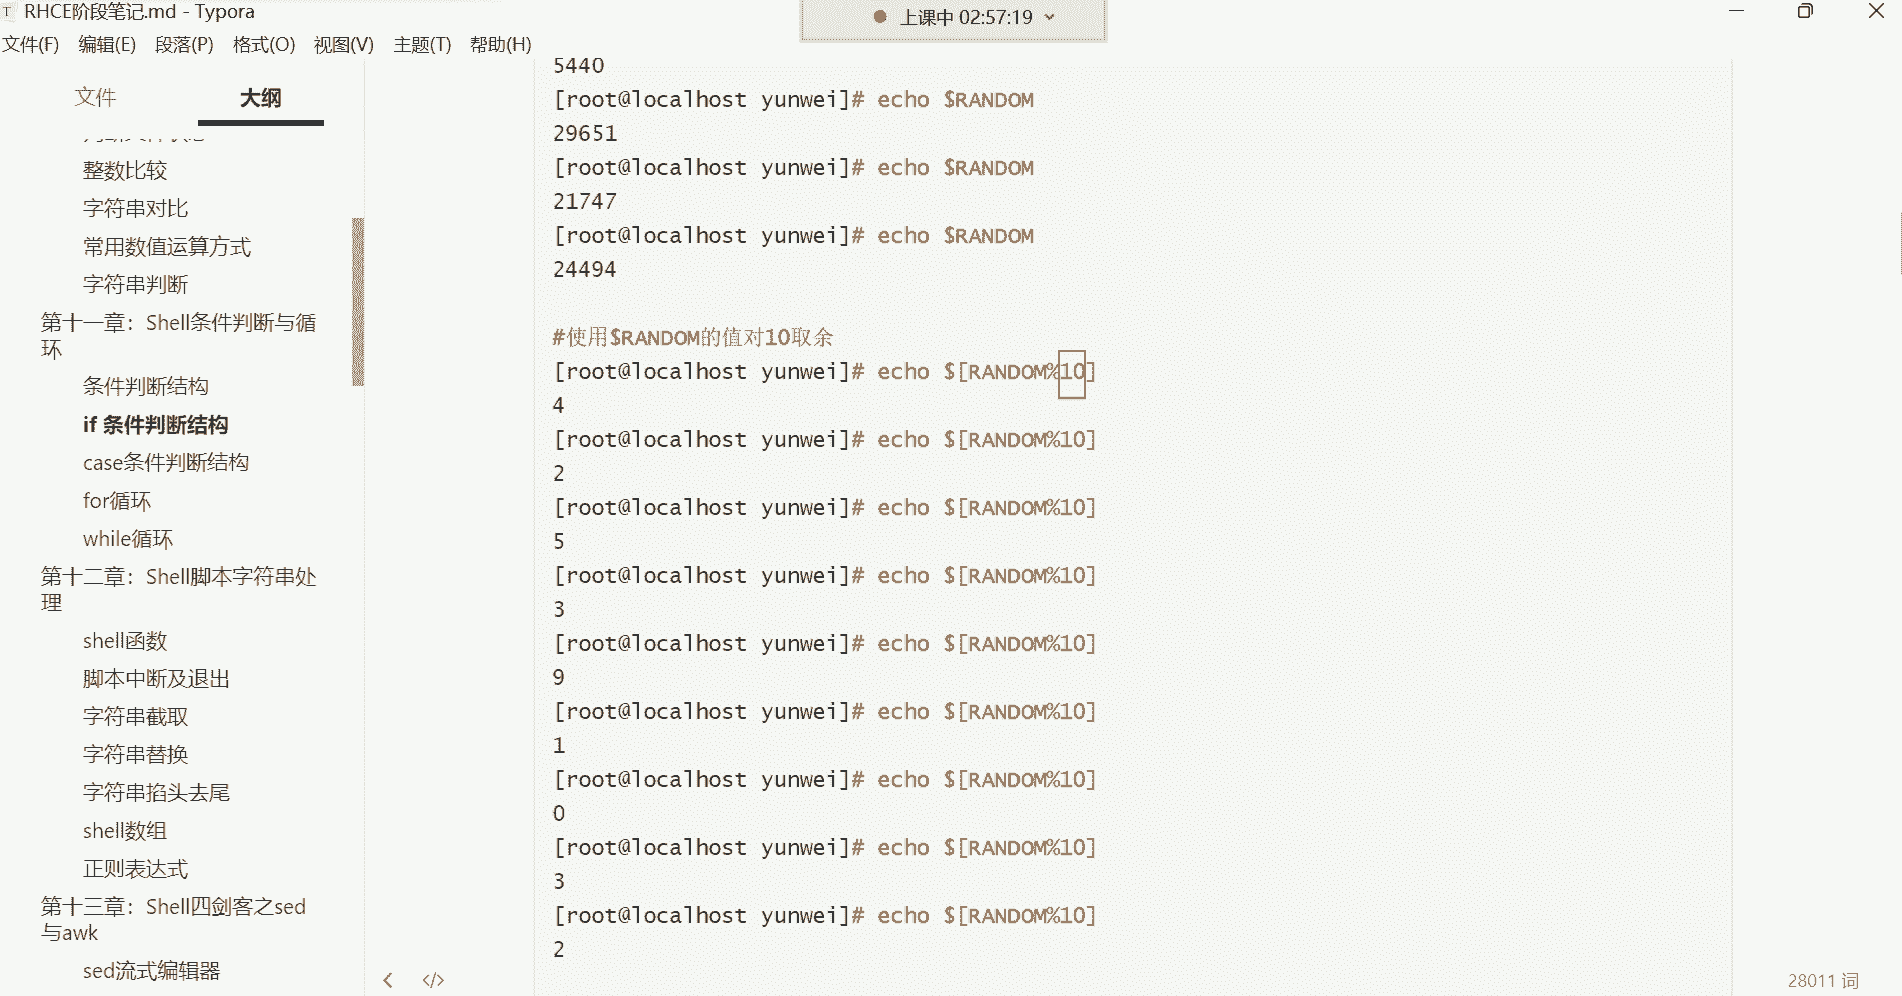 T RHCE阶段笔记.md - Typora
上课中 02:57:19
文件(F) 编辑(E) 段落(P) 格式(O) 视图(V) 主题(T) 帮助(H)
文件 大纲
整数比较
字符串对比
常用数值运算方式
字符串判断
第十一章：Shell条件判断与循
环
条件判断结构
if 条件判断结构
case条件判断结构
for循环
while循环
第十二章：Shell脚本字符串处
理
shell函数
脚本中断及退出
字符串截取
字符串替换
字符串掐头去尾
shell数组
正则表达式
第十三章：Shell四剑客之sed
与awk
sed流式编辑器
5440
[root@localhost yunwei]# echo $RANDOM
29651
[root@localhost yunwei]# echo $RANDOM
21747
[root@localhost yunwei]# echo $RANDOM
24494
#使用$RANDOM的值对10取余
[root@localhost yunwei]# echo $[RANDOM%10]
4
[root@localhost yunwei]# echo $[RANDOM%10]
2
[root@localhost yunwei]# echo $[RANDOM%10]
5
[root@localhost yunwei]# echo $[RANDOM%10]
3
[root@localhost yunwei]# echo $[RANDOM%10]
9
[root@localhost yunwei]# echo $[RANDOM%10]
1
[root@localhost yunwei]# echo $[RANDOM%10]
0
[root@localhost yunwei]# echo $[RANDOM%10]
3
[root@localhost yunwei]# echo $[RANDOM%10]
2
28011 词